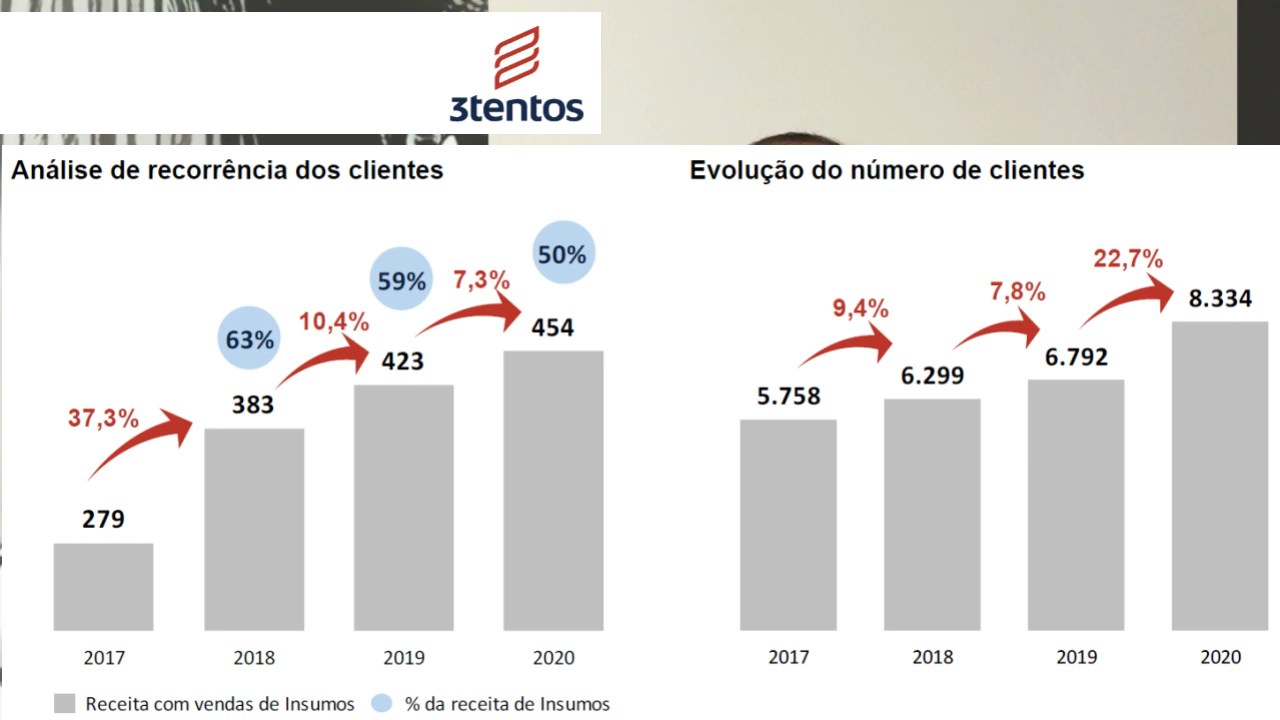 3tentos
Análise de recorrência dos clientes
50%
59%
7,3%
63%
10,4%
454
423
383
37,3%
279
2017 2018 2019 2020
Receita com vendas de Insumos % da receita de Insumos
Evolução do número de clientes
22,7%
7,8%
9,4%
8.334
6.792
6.299
5.758
2017 2018 2019 2020